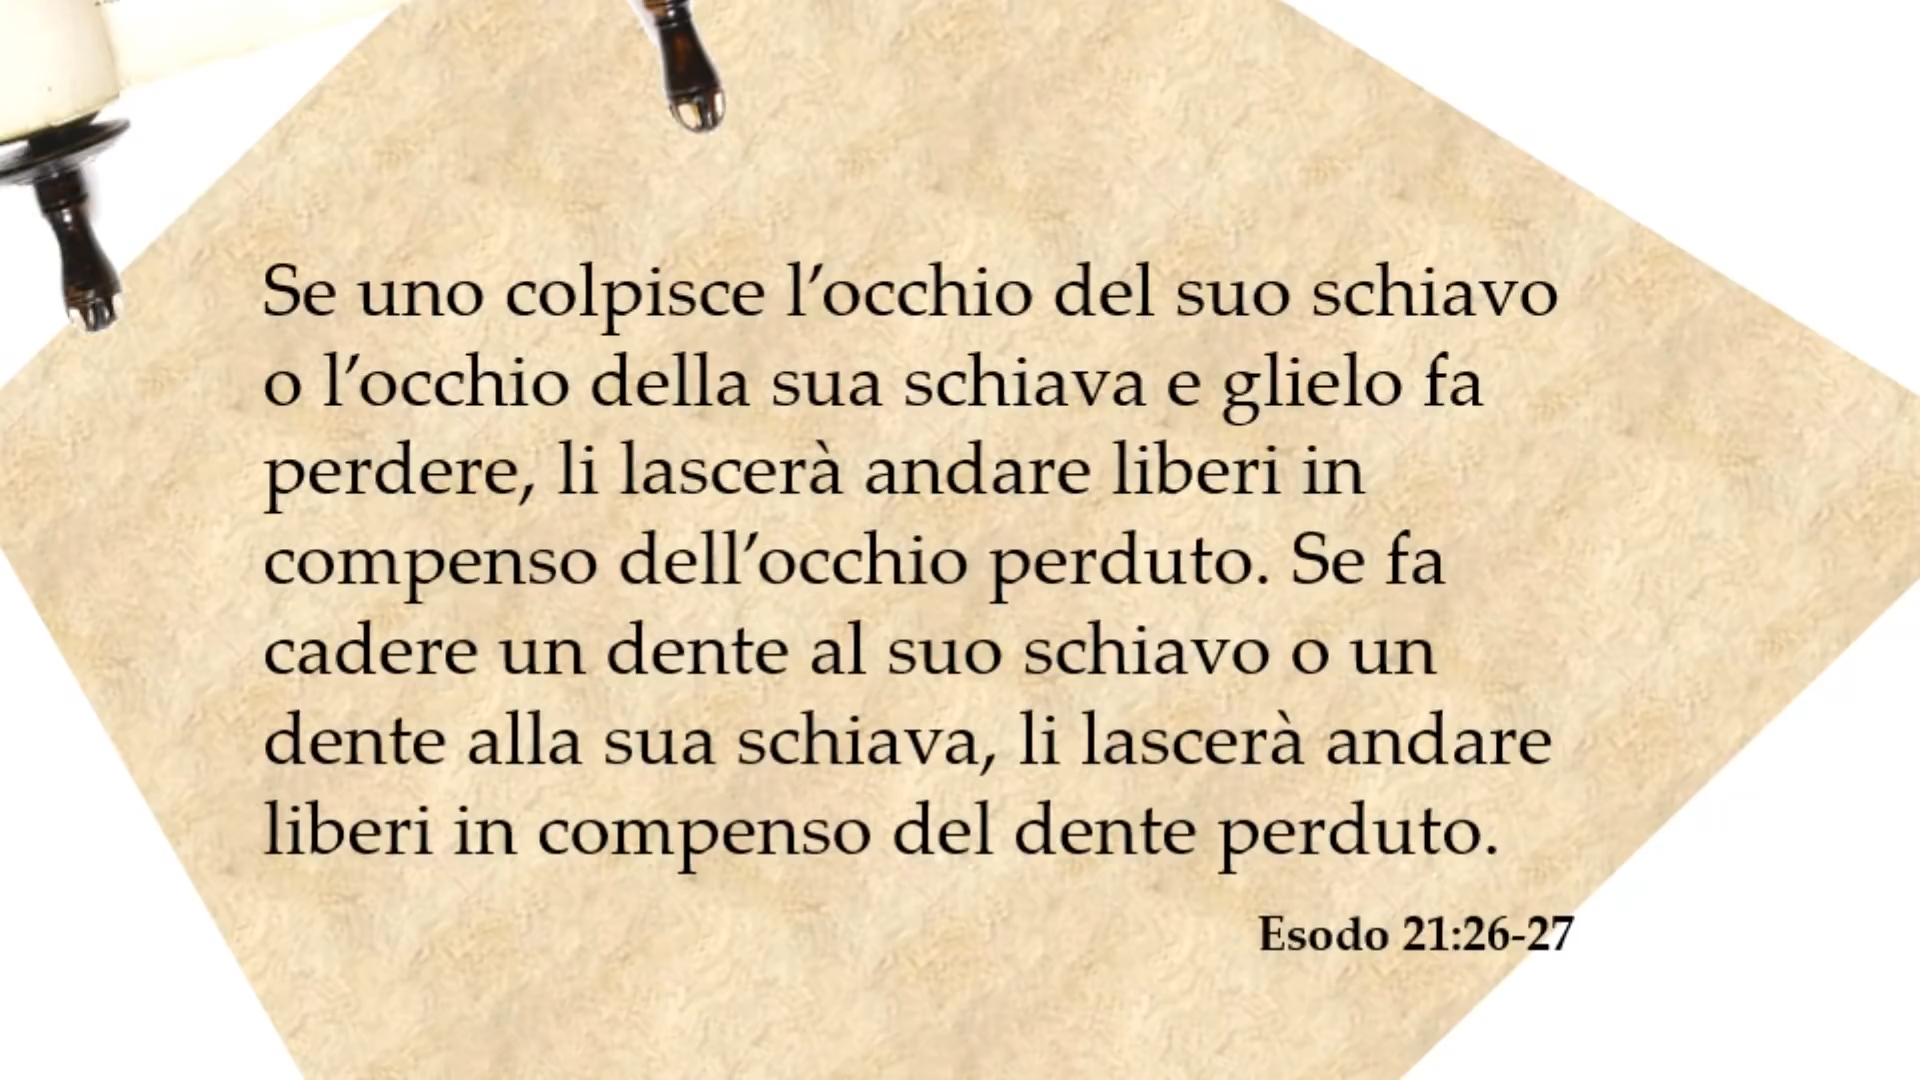 Se uno colpisce l’occhio del suo schiavo
o l’occhio della sua schiava e glielo fa
perdere, li lascerà andare liberi in
compenso dell’occhio perduto. Se fa
cadere un dente al suo schiavo o un
dente alla sua schiava, li lascerà andare
liberi in compenso del dente perduto.
Esodo 21:26-27